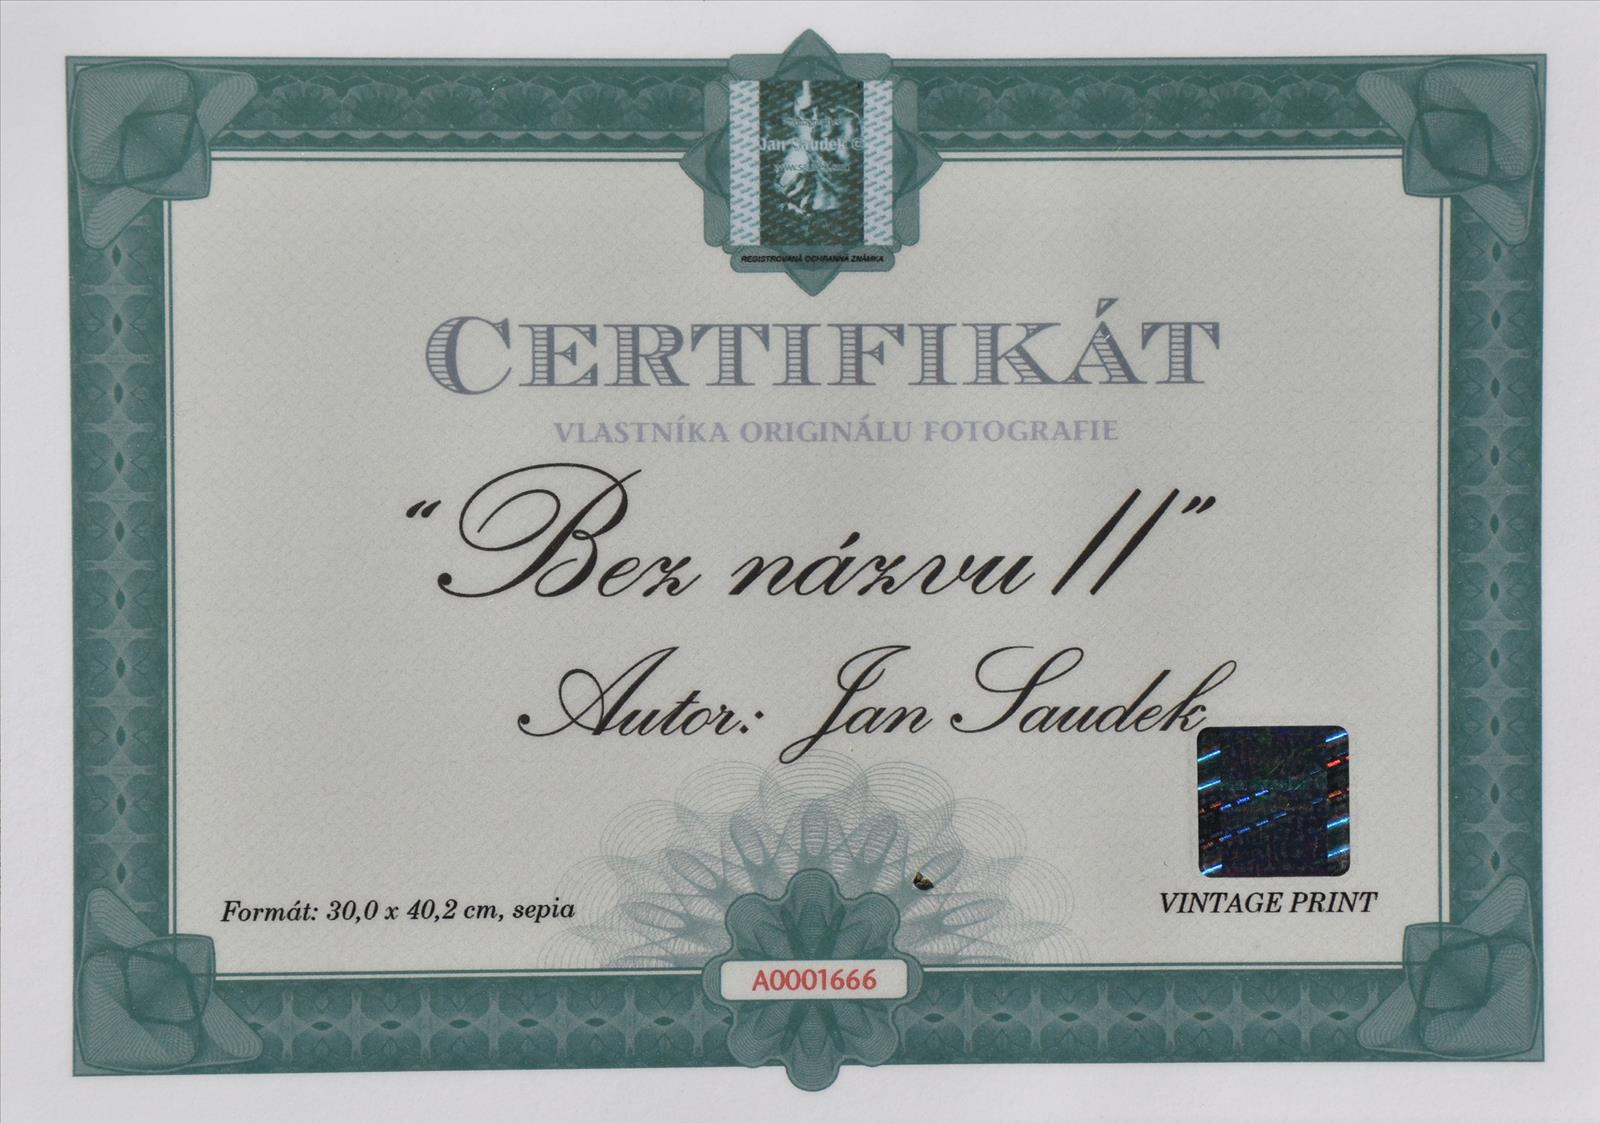 Jan Saudek ©
REGISTROVANÁ OCHRANNÁ ZNÁMKA
CERTIFIKÁT
VLASTNÍKA ORIGINÁLU FOTOGRAFIE
“Bez názvu II”
Autor: Jan Saudek
Formát: 30,0 x 40,2 cm, sepia
VINTAGE PRINT
A0001666